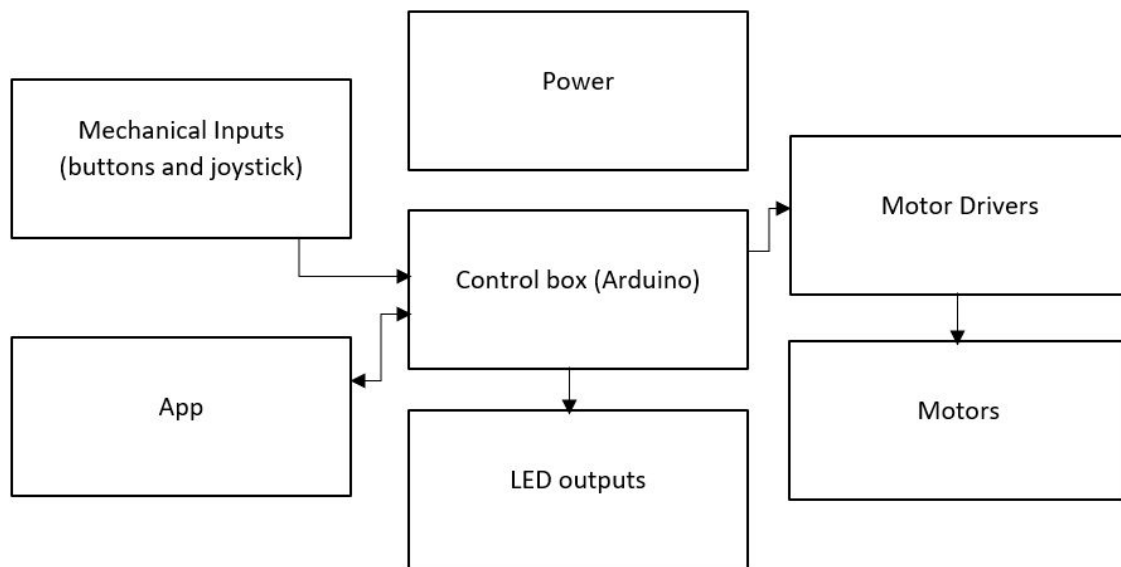 Power
Mechanical Inputs
(buttons and joystick)
Motor Drivers
Control box (Arduino)
App
Motors
LED outputs